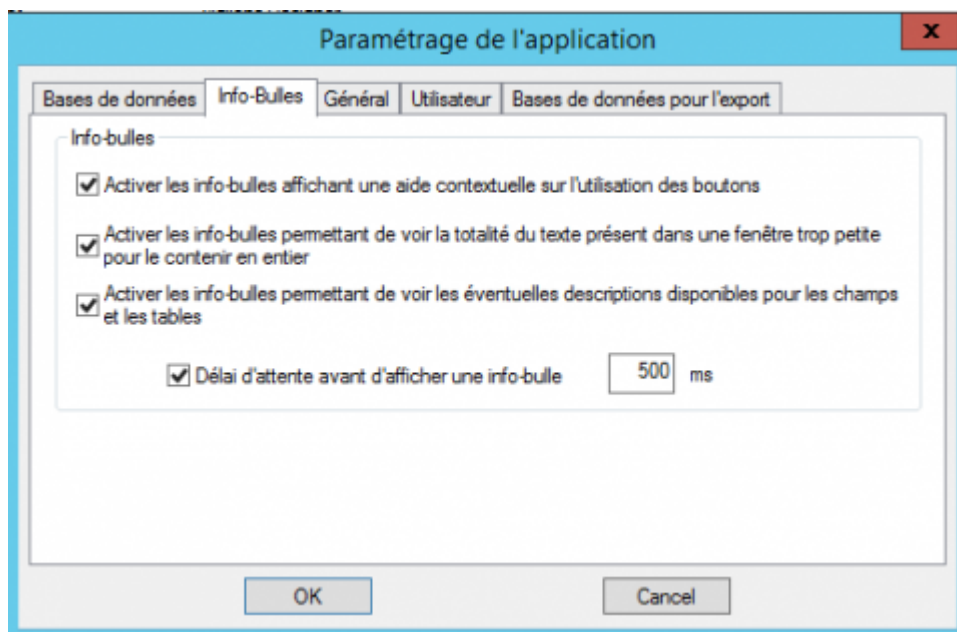 Paramétrage de l'application
x
Bases de données Info-Bulles Général Utilisateur Bases de données pour l'export
Info-bulles
Activer les info-bulles affichant une aide contextuelle sur l'utilisation des boutons
Activer les info-bulles permettant de voir la totalité du texte présent dans une fenêtre trop petite
pour le contenir en entier
Activer les info-bulles permettant de voir les éventuelles descriptions disponibles pour les champs
et les tables
Délai d'attente avant d'afficher une info-bulle 500 ms
OK Cancel